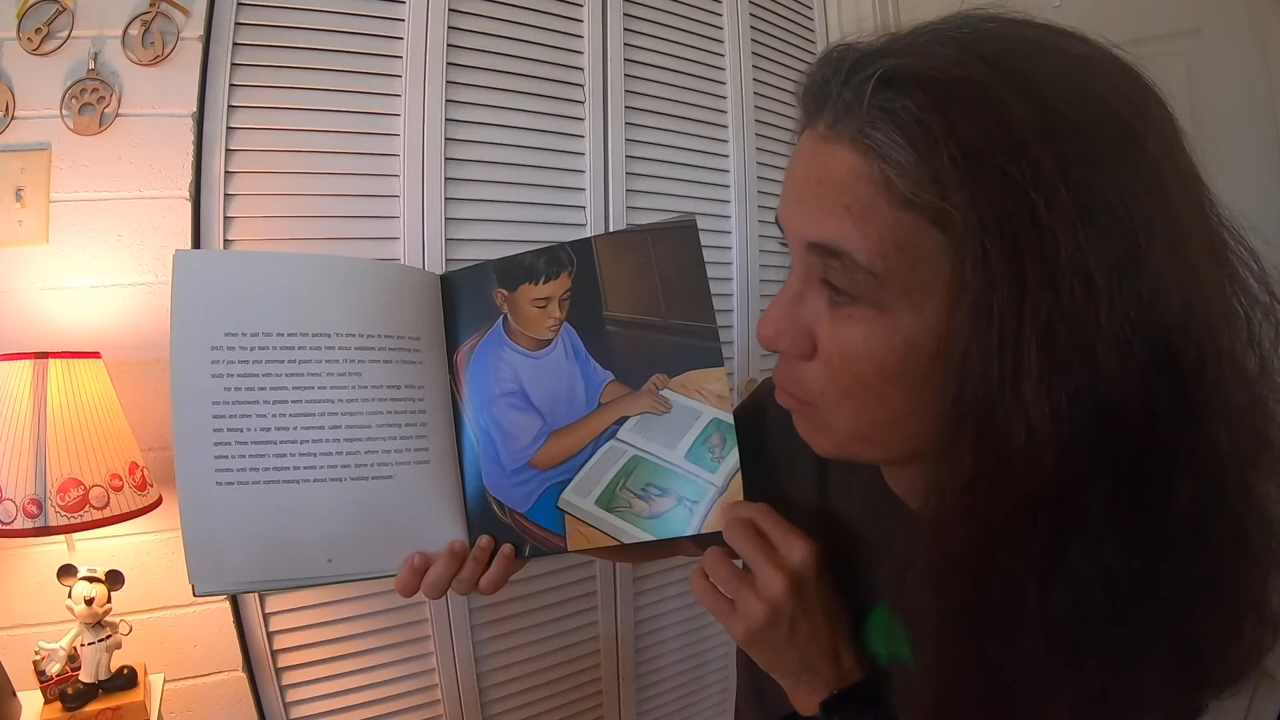 When he told Tūtū she sent him packing. "It's time for you to keep your mouth
SHUT, boy. You go back to school and study hard about wallabies and everything else
and if you keep your promise and guard our secret, I'll let you come back in October to
study the wallabies with our scientist friend," she said firmly.
For the next two months, everyone was amazed at how much energy Willie put
into his schoolwork. His grades were outstanding. He spent lots of time researching wal-
labies and other "roos," as the Australians call their kangaroo cousins. He found out that
both belong to a large family of mammals called marsupials, numbering about 250
species. These interesting animals give birth to tiny, helpless offspring that attach them-
selves to the mother's nipple for feeding inside her pouch, where they stay for several
months until they can explore the world on their own. Some of Willie's friends noticed
his new focus and started teasing him about being a "wallaby wannabe."
Coke